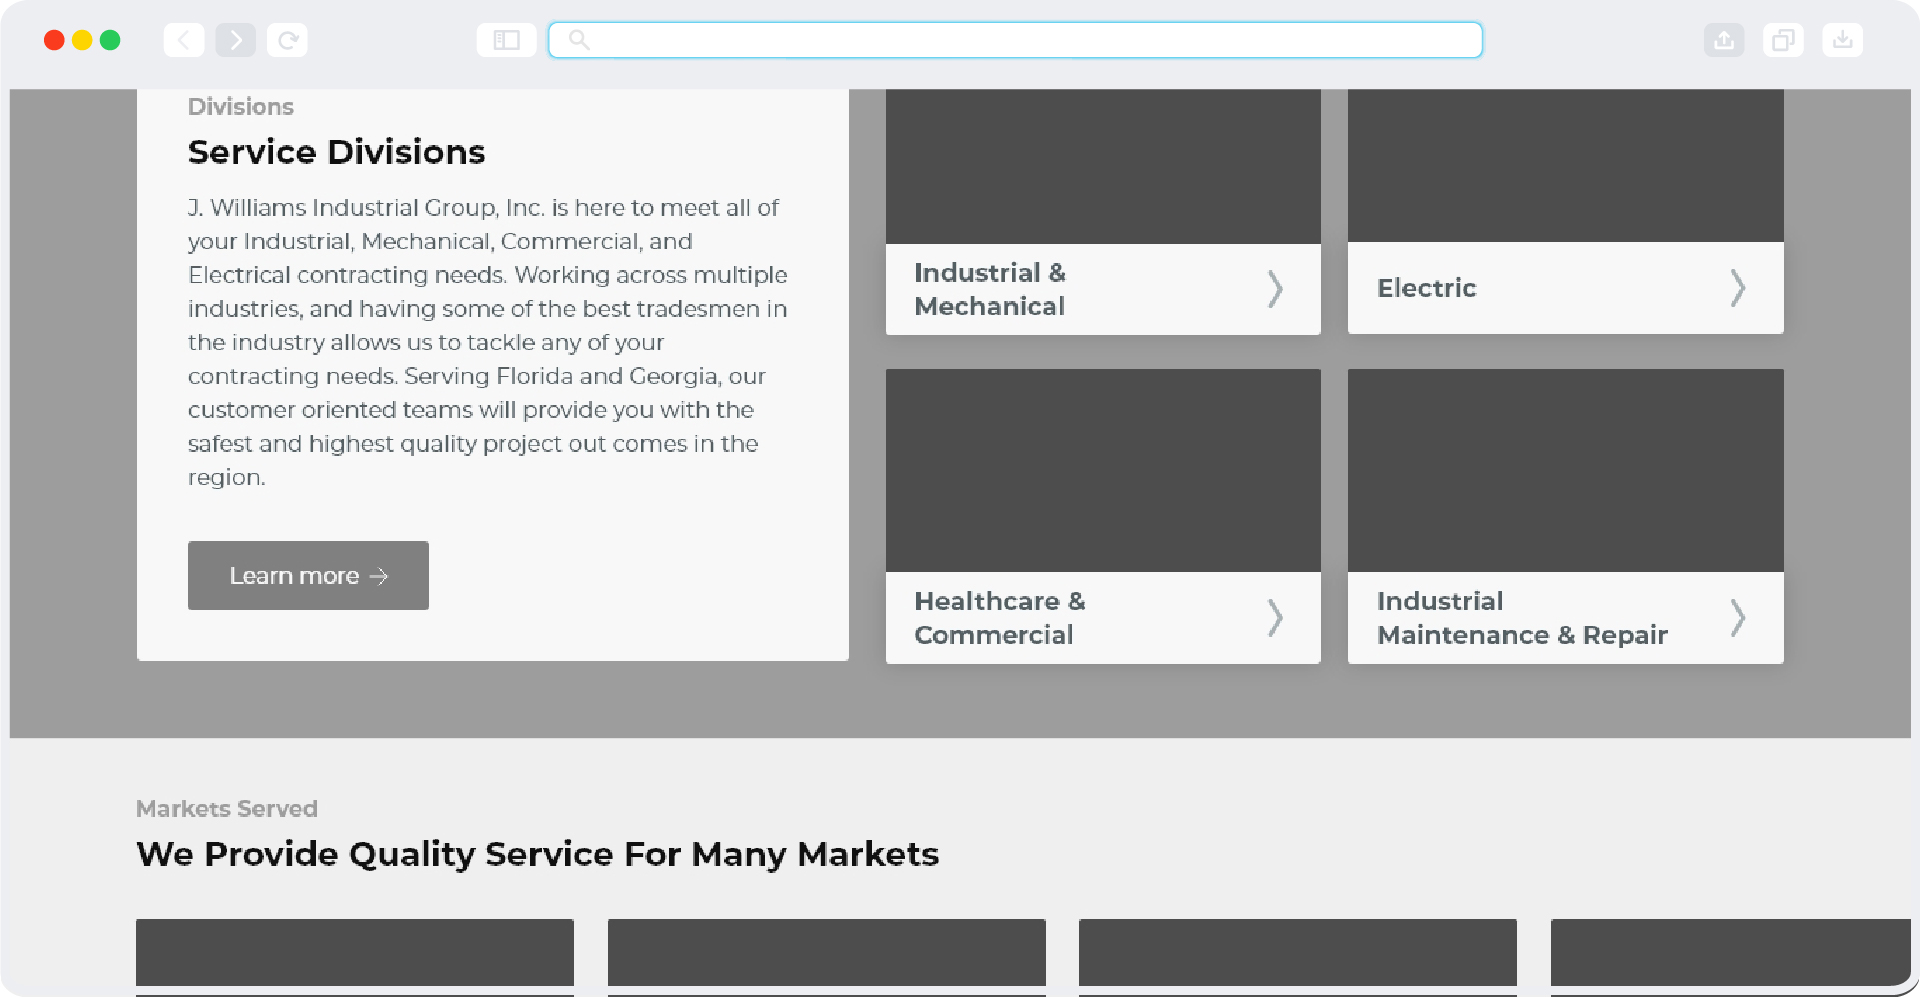 Divisions
Service Divisions
J. Williams Industrial Group, Inc. is here to meet all of
your Industrial, Mechanical, Commercial, and
Electrical contracting needs. Working across multiple
industries, and having some of the best tradesmen in
the industry allows us to tackle any of your
contracting needs. Serving Florida and Georgia, our
customer oriented teams will provide you with the
safest and highest quality project out comes in the
region.
Learn more →
Industrial &
Mechanical
Electric
Healthcare &
Commercial
Industrial
Maintenance & Repair
Markets Served
We Provide Quality Service For Many Markets